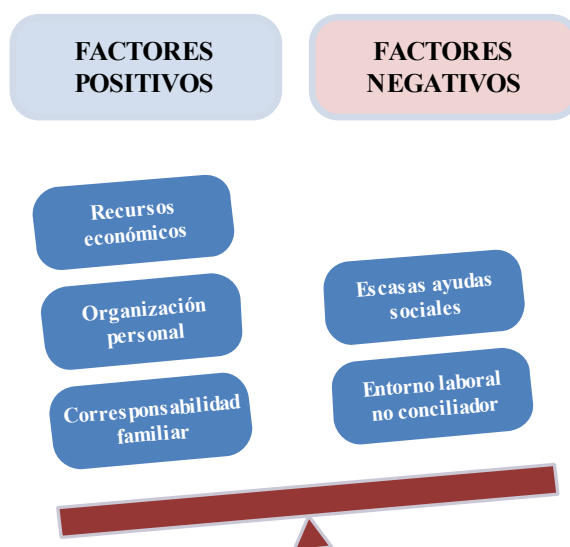 FACTORES
POSITIVOS
FACTORES
NEGATIVOS
Recursos
económicos
Organización
personal
Corresponsabilidad
familiar
Escasas ayudas
sociales
Entorno laboral
no conciliador